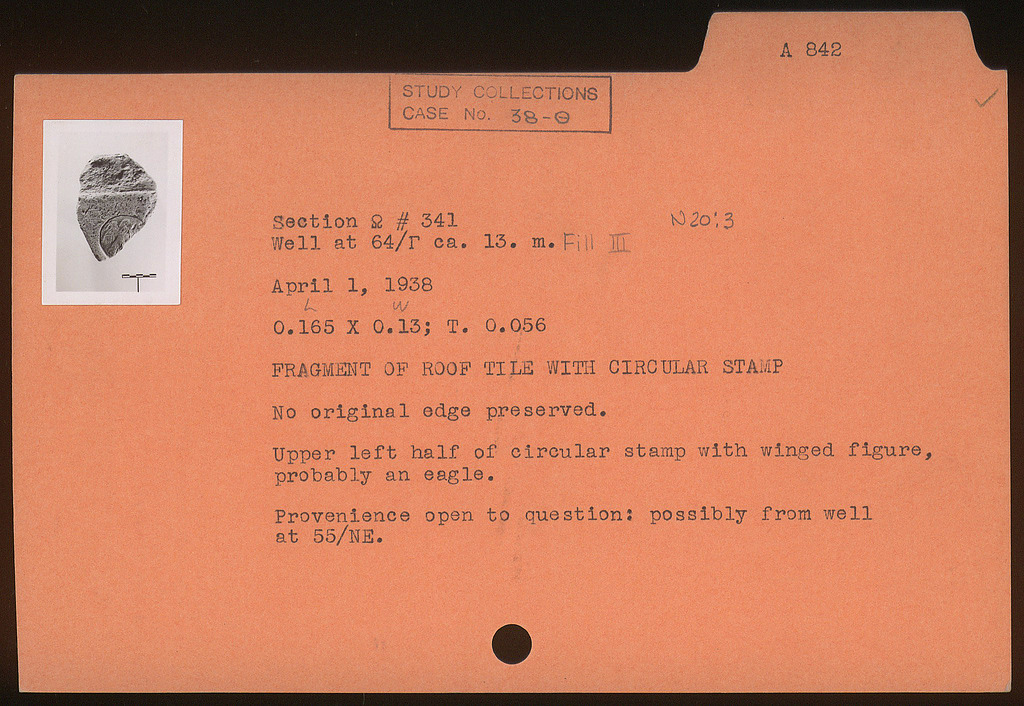 A 842
STUDY COLLECTIONS
CASE No. 38-Θ
Section Ω # 341 N20:3
Well at 64/Γ ca. 13. m. Fill III
April 1, 1938
L W
0.165 X 0.13; T. 0.056
FRAGMENT OF ROOF TILE WITH CIRCULAR STAMP
No original edge preserved.
Upper left half of circular stamp with winged figure,
probably an eagle.
Provenience open to question: possibly from well
at 55/NE.